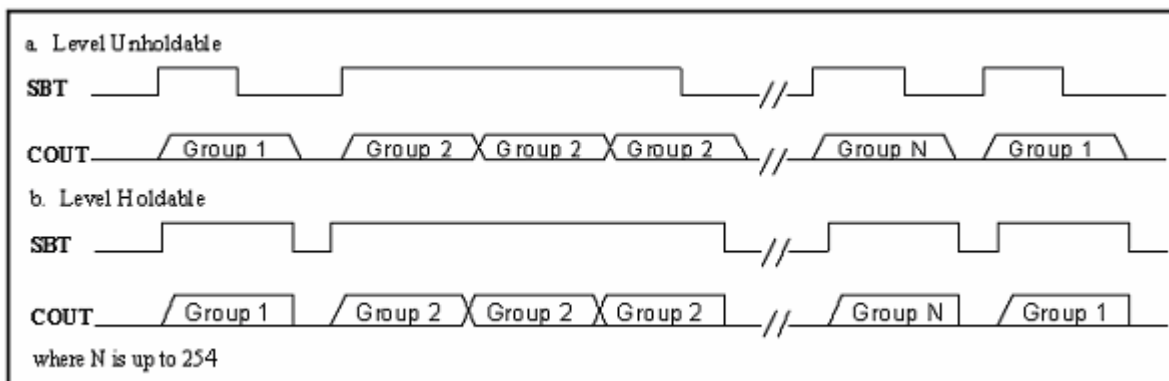 a. Level Unholdable
SBT
//
COUT Group 1 Group 2 Group 2 Group 2 // Group N Group 1
b. Level Holdable
SBT
//
COUT Group 1 Group 2 Group 2 Group 2 // Group N Group 1
where N is up to 254